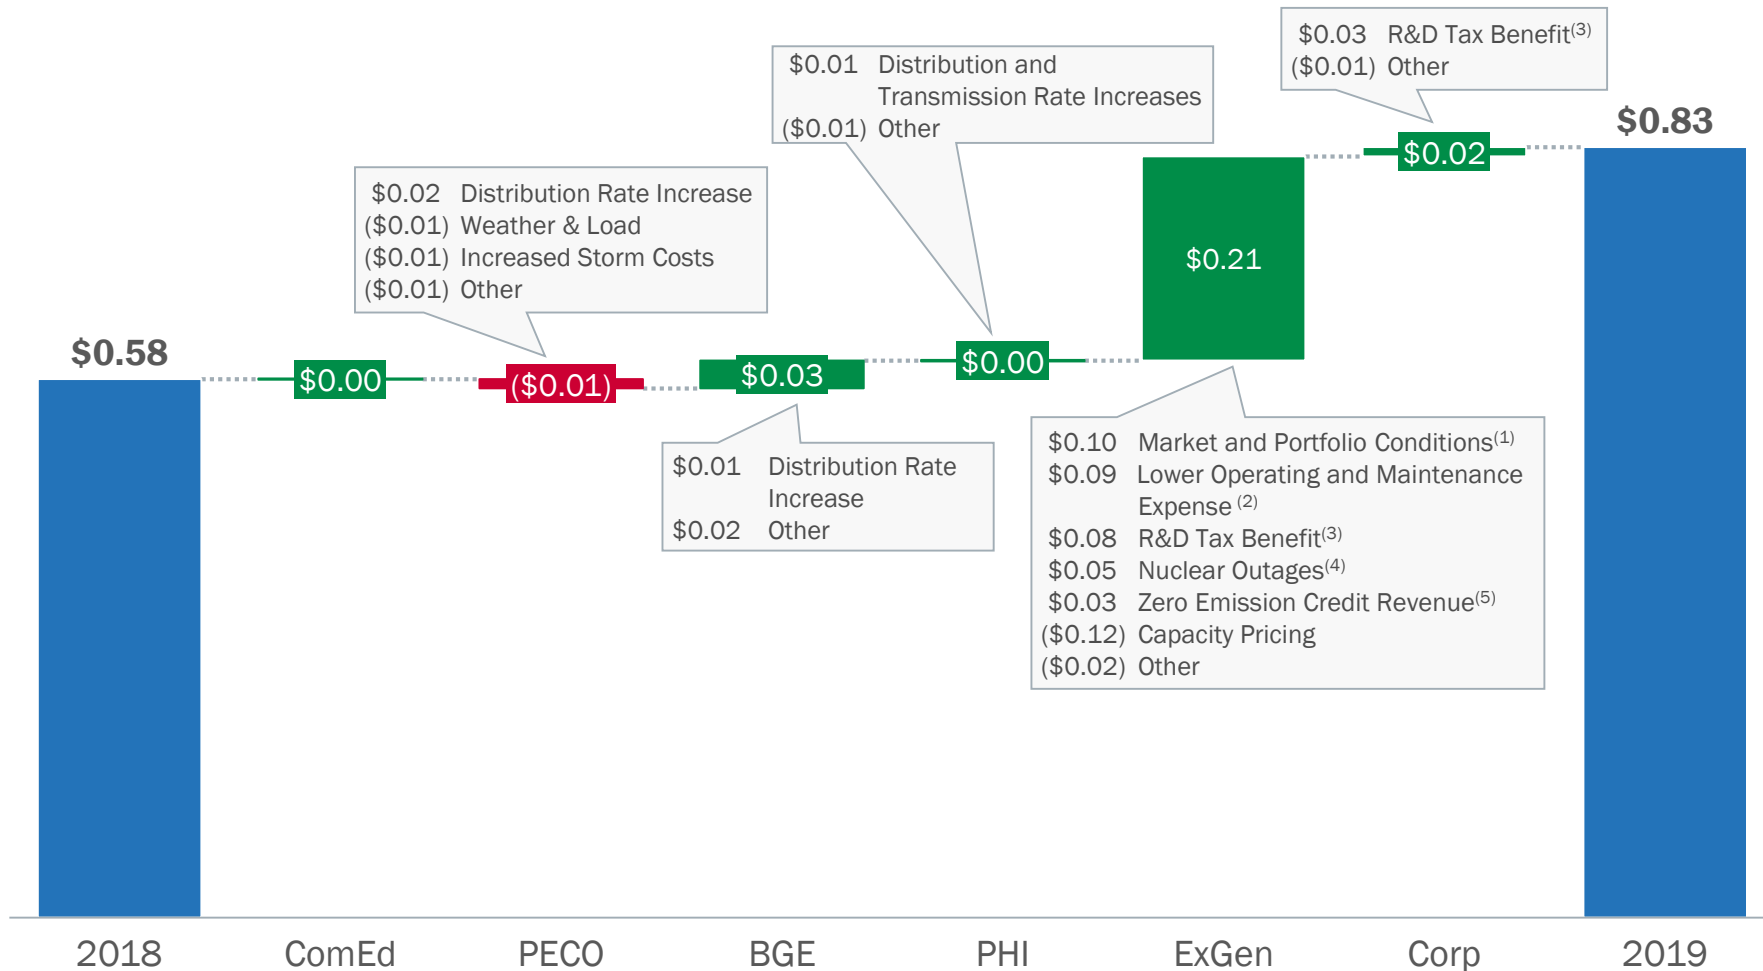 $0.03 R&D Tax Benefit(3)
($0.01) Other
$0.01 Distribution and
Transmission Rate Increases
($0.01) Other
$0.83
$0.02
$0.02 Distribution Rate Increase
($0.01) Weather & Load
($0.01) Increased Storm Costs
($0.01) Other
$0.21
$0.58
$0.00
($0.01)
$0.03
$0.00
$0.01 Distribution Rate
Increase
$0.02 Other
$0.10 Market and Portfolio Conditions(1)
$0.09 Lower Operating and Maintenance
Expense (2)
$0.08 R&D Tax Benefit(3)
$0.05 Nuclear Outages(4)
$0.03 Zero Emission Credit Revenue(5)
($0.12) Capacity Pricing
($0.02) Other
2018 ComEd PECO BGE PHI ExGen Corp 2019